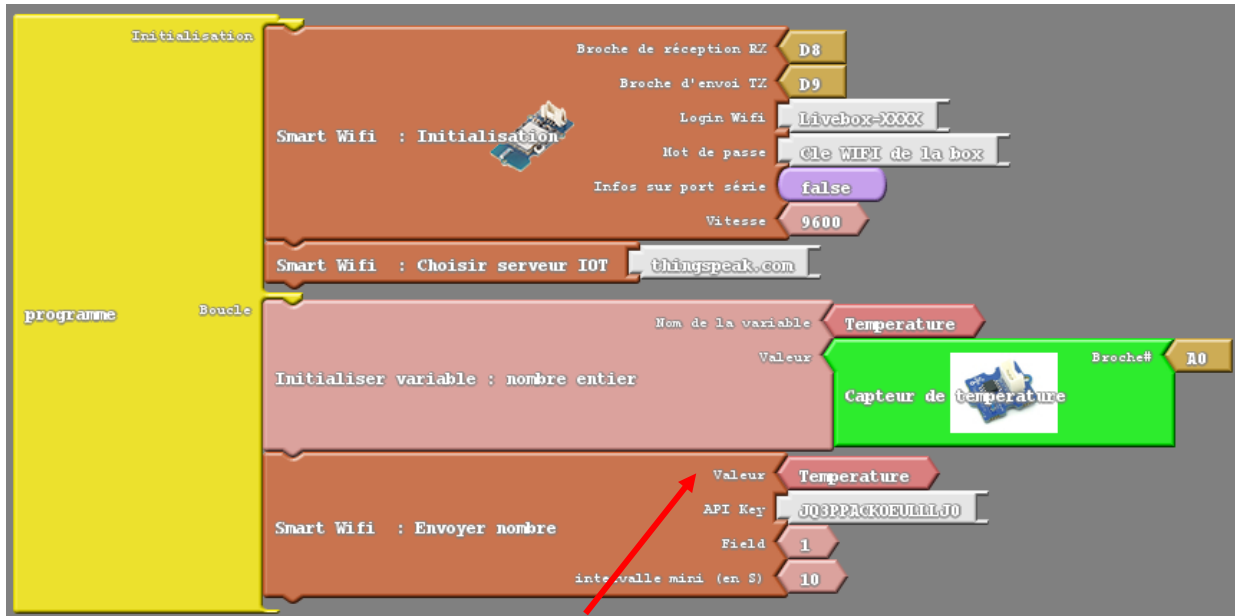 Initialisation
Broche de réception RX D8
Broche d'envoi TX D9
Login Wifi Livebox-XXXX
Smart Wifi : Initialisation
Mot de passe Cle WIFI de la box
Infos sur port série false
Vitesse 9600
Smart Wifi : Choisir serveur IOT thingspeak.com
programme
Boucle
Nom de la variable Temperature
Valeur
Broche# A0
Initialiser variable : nombre entier
Capteur de température
Valeur Temperature
API Key
Smart Wifi : Envoyer nombre
Field 1
intervalle mini (en S) 10